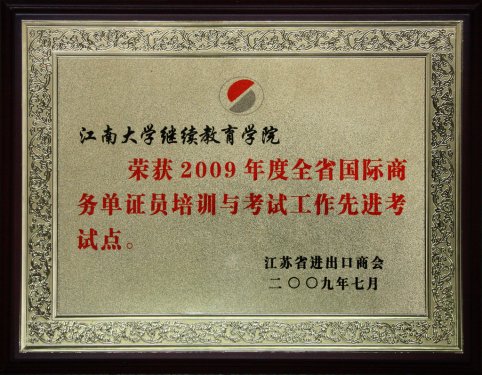 江南大学继续教育学院
荣获2009年度全省国际商
务单证员培训与考试工作先进考
试点。
江苏省进出口商会
二〇〇九年七月